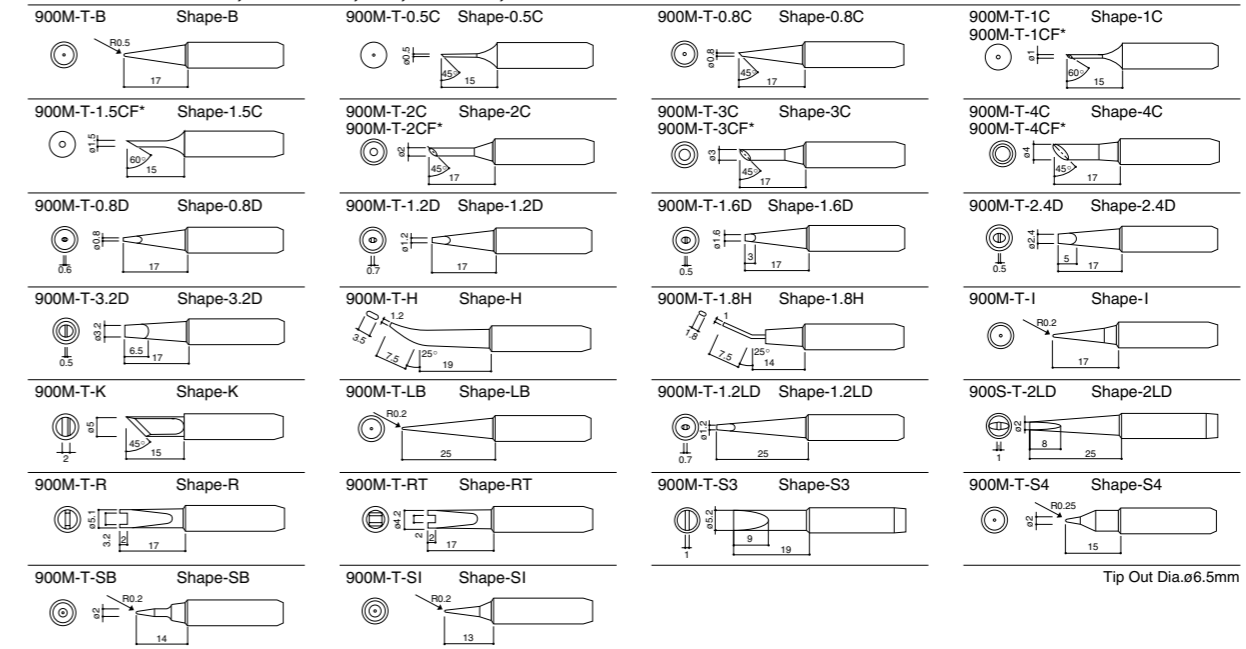 900M-T-B Shape-B
R0.5
17
900M-T-0.5C Shape-0.5C
ø0.5
45°
15
900M-T-0.8C Shape-0.8C
ø0.8
45°
17
900M-T-1C Shape-1C
900M-T-1CF*
ø1
60°
15
900M-T-1.5CF* Shape-1.5C
ø1.5
60°
15
900M-T-2C Shape-2C
900M-T-2CF*
ø2
45°
17
900M-T-3C Shape-3C
900M-T-3CF*
ø3
45°
17
900M-T-4C Shape-4C
900M-T-4CF*
ø4
45°
17
900M-T-0.8D Shape-0.8D
ø0.8
0.6
17
900M-T-1.2D Shape-1.2D
ø1.2
0.7
17
900M-T-1.6D Shape-1.6D
ø1.6
0.5
3
17
900M-T-2.4D Shape-2.4D
ø2.4
0.5
5
17
900M-T-3.2D Shape-3.2D
ø3.2
0.5
6.5
17
900M-T-H Shape-H
1.2
3.5
7.5
25°
19
900M-T-1.8H Shape-1.8H
1
1.8
7.5
25°
14
900M-T-I Shape-I
R0.2
17
900M-T-K Shape-K
ø5
45°
2
15
900M-T-LB Shape-LB
R0.2
25
900M-T-1.2LD Shape-1.2LD
ø1.2
0.7
25
900S-T-2LD Shape-2LD
ø2
8
1
25
900M-T-R Shape-R
ø5.1
3.2
2
17
900M-T-RT Shape-RT
ø4.2
2
2
17
900M-T-S3 Shape-S3
ø5.2
1
9
19
900M-T-S4 Shape-S4
R0.25
ø2
15
900M-T-SB Shape-SB
R0.2
ø2
14
900M-T-SI Shape-SI
R0.2
13
Tip Out Dia.ø6.5mm